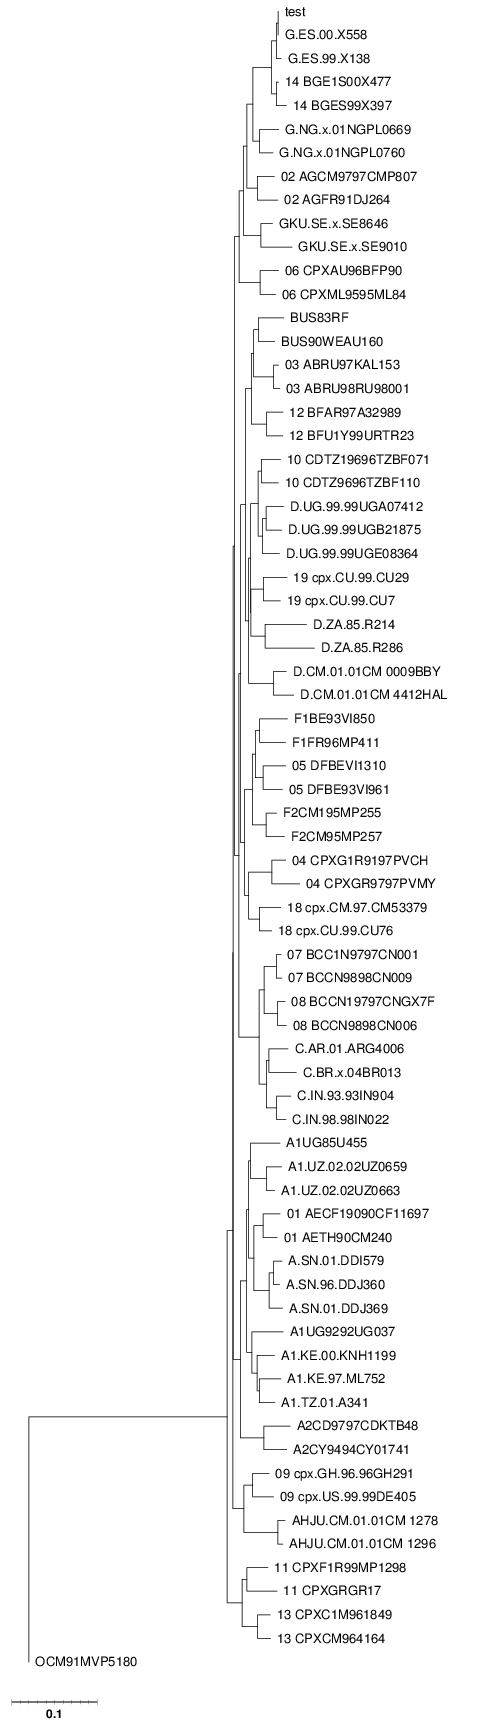 test
G.ES.00.X558
G.ES.99.X138
14 BGE1S00X477
14 BGES99X397
G.NG.x.01NGPL0669
G.NG.x.01NGPL0760
02 AGCM9797CMP807
02 AGFR91DJ264
GKU.SE.x.SE8646
GKU.SE.x.SE9010
06 CPXAU96BFP90
06 CPXML9595ML84
BUS83RF
BUS90WEAU160
03 ABRU97KAL153
03 ABRU98RU98001
12 BFAR97A32989
12 BFU1Y99URTR23
10 CDTZ19696TZBF071
10 CDTZ9696TZBF110
D.UG.99.99UGA07412
D.UG.99.99UGB21875
D.UG.99.99UGE08364
19 cpx.CU.99.CU29
19 cpx.CU.99.CU7
D.ZA.85.R214
D.ZA.85.R286
D.CM.01.01CM 0009BBY
D.CM.01.01CM 4412HAL
F1BE93VI850
F1FR96MP411
05 DFBEVI1310
05 DFBE93VI961
F2CM195MP255
F2CM95MP257
04 CPXG1R9197PVCH
04 CPXGR9797PVMY
18 cpx.CM.97.CM53379
18 cpx.CU.99.CU76
07 BCC1N9797CN001
07 BCCN9898CN009
08 BCCN19797CNGX7F
08 BCCN9898CN006
C.AR.01.ARG4006
C.BR.x.04BR013
C.IN.93.93IN904
C.IN.98.98IN022
A1UG85U455
A1.UZ.02.02UZ0659
A1.UZ.02.02UZ0663
01 AECF19090CF11697
01 AETH90CM240
A.SN.01.DDI579
A.SN.96.DDJ360
A.SN.01.DDJ369
A1UG9292UG037
A1.KE.00.KNH1199
A1.KE.97.ML752
A1.TZ.01.A341
A2CD9797CDKTB48
A2CY9494CY01741
09 cpx.GH.96.96GH291
09 cpx.US.99.99DE405
AHJU.CM.01.01CM 1278
AHJU.CM.01.01CM 1296
11 CPXF1R99MP1298
11 CPXGRGR17
13 CPXC1M961849
13 CPXCM964164
OCM91MVP5180
0.1